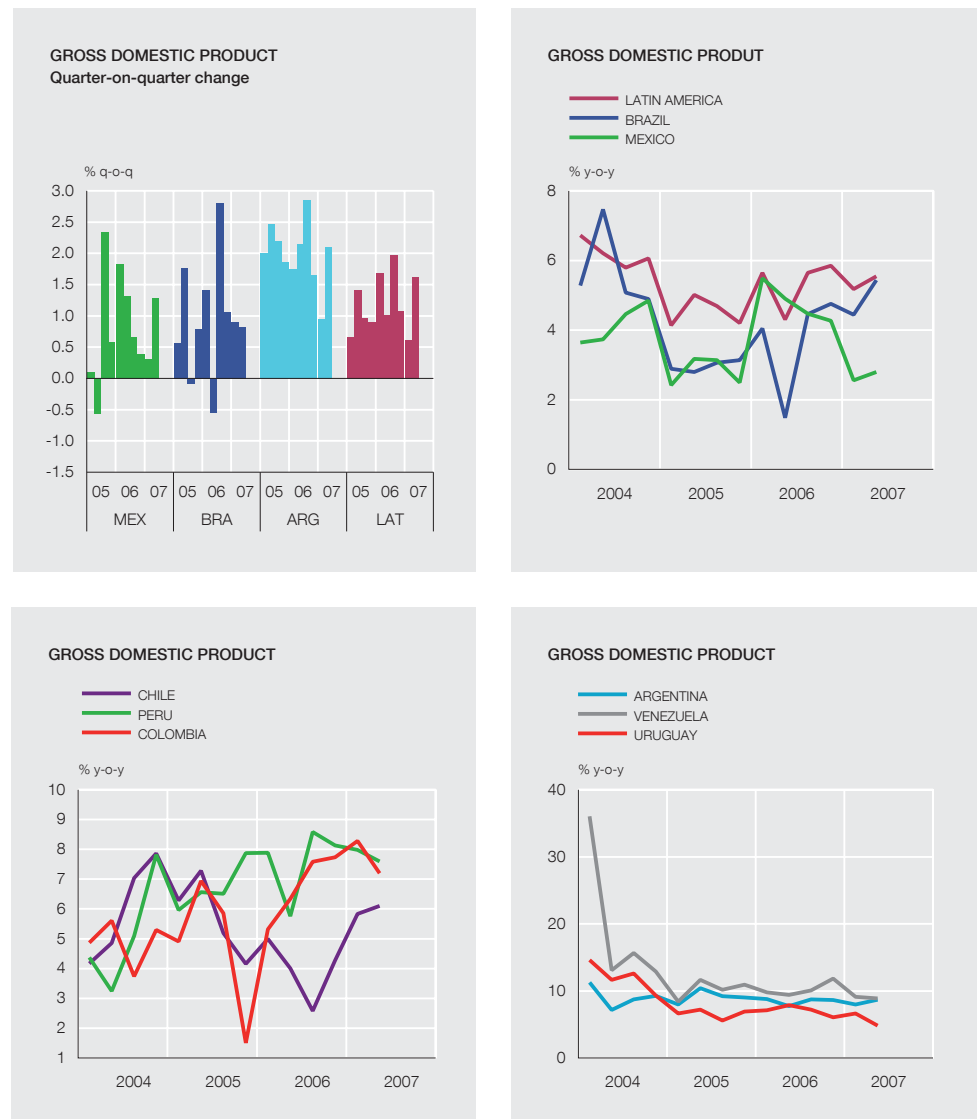 GROSS DOMESTIC PRODUCT
Quarter-on-quarter change
% q-o-q
3.0
2.5
2.0
1.5
1.0
0.5
0.0
-0.5
-1.0
-1.5
05 06 07 05 06 07 05 06 07 05 06 07
MEX BRA ARG LAT
GROSS DOMESTIC PRODUT
LATIN AMERICA
BRAZIL
MEXICO
% y-o-y
8
6
4
2
0
2004 2005 2006 2007
GROSS DOMESTIC PRODUCT
CHILE
PERU
COLOMBIA
% y-o-y
10
9
8
7
6
5
4
3
2
1
2004 2005 2006 2007
GROSS DOMESTIC PRODUCT
ARGENTINA
VENEZUELA
URUGUAY
% y-o-y
40
30
20
10
0
2004 2005 2006 2007